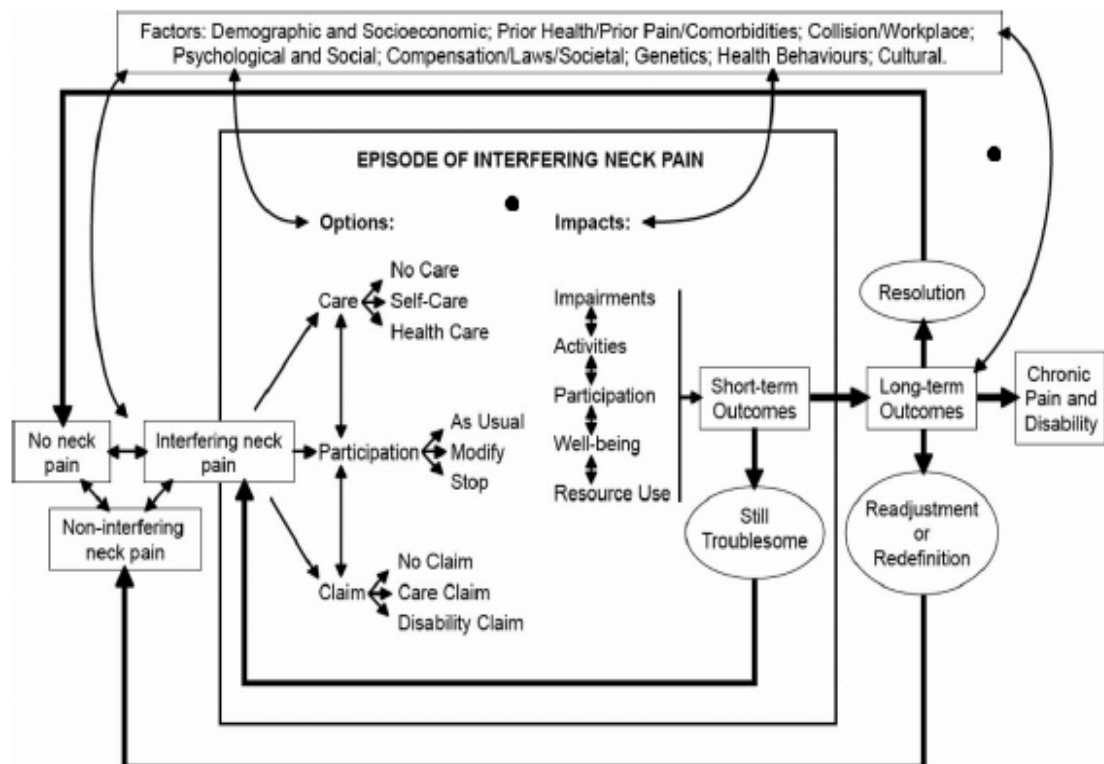 Factors: Demographic and Socioeconomic; Prior Health/Prior Pain/Comorbidities; Collision/Workplace;
Psychological and Social; Compensation/Laws/Societal; Genetics; Health Behaviours; Cultural.
EPISODE OF INTERFERING NECK PAIN
Options:
Impacts:
No Care
Care
Self-Care
Health Care
As Usual
Participation
Modify
Stop
No Claim
Claim
Care Claim
Disability Claim
Impairments
Activities
Participation
Well-being
Resource Use
No neck
pain
Interfering neck
pain
Non-interfering
neck pain
Short-term
Outcomes
Still
Troublesome
Long-term
Outcomes
Resolution
Readjustment
or
Redefinition
Chronic
Pain and
Disability